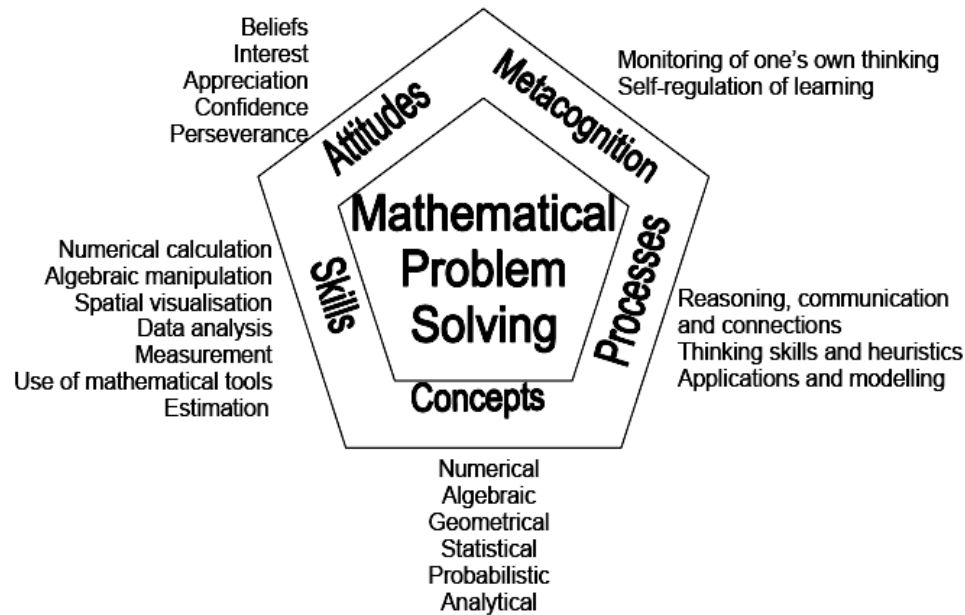 Beliefs
Interest
Appreciation
Confidence
Perseverance
Attitudes
Metacognition
Monitoring of one's own thinking
Self-regulation of learning
Mathematical
Problem
Solving
Numerical calculation
Algebraic manipulation
Spatial visualisation
Data analysis
Measurement
Use of mathematical tools
Estimation
Skills
Processes
Reasoning, communication
and connections
Thinking skills and heuristics
Applications and modelling
Concepts
Numerical
Algebraic
Geometrical
Statistical
Probabilistic
Analytical